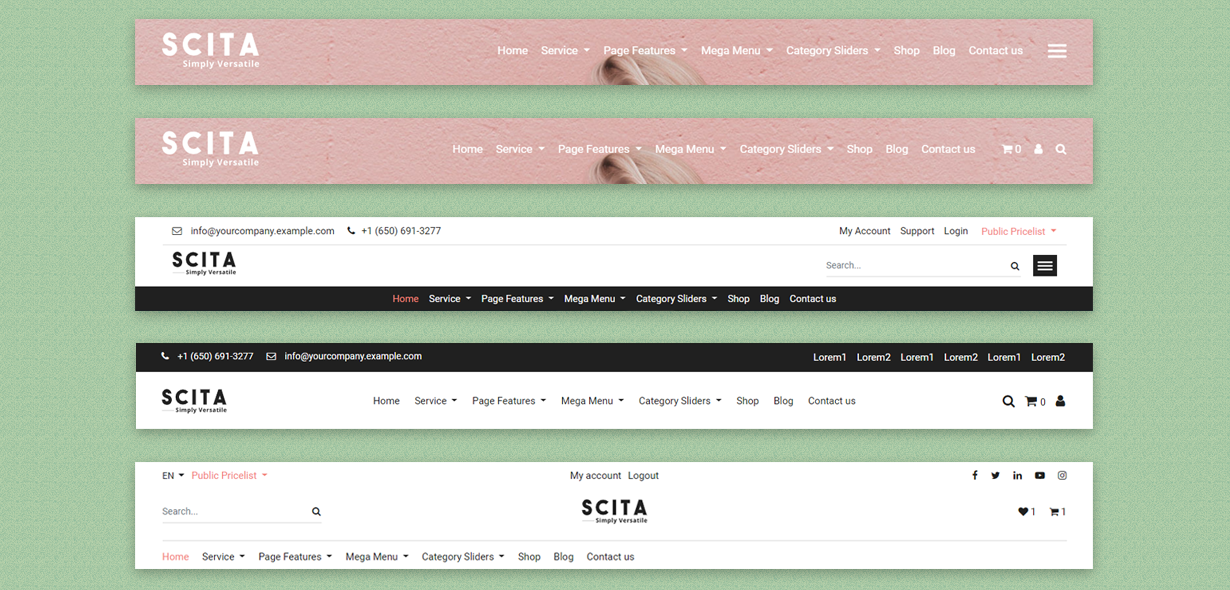 SCITA
Simply Versatile
Home Service Page Features Mega Menu Category Sliders Shop Blog Contact us
SCITA
Simply Versatile
Home Service Page Features Mega Menu Category Sliders Shop Blog Contact us 0
info@yourcompany.example.com +1 (650) 691-3277 My Account Support Login Public Pricelist
SCITA
Simply Versatile
Search...
Home Service Page Features Mega Menu Category Sliders Shop Blog Contact us
+1 (650) 691-3277 info@yourcompany.example.com Lorem1 Lorem2 Lorem1 Lorem2 Lorem1 Lorem2
SCITA
Simply Versatile
Home Service Page Features Mega Menu Category Sliders Shop Blog Contact us 0
EN Public Pricelist My account Logout
Search...
SCITA
Simply Versatile
1 1
Home Service Page Features Mega Menu Category Sliders Shop Blog Contact us